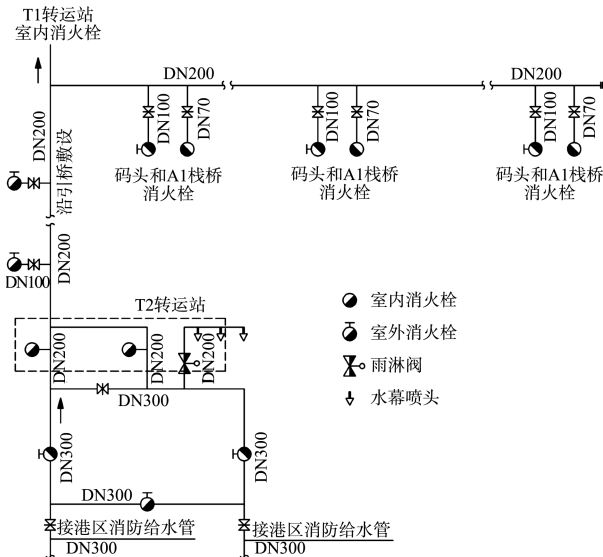 T1转运站
室内消火栓
DN200
DN200
DN100
DN70
DN100
DN70
DN100
DN70
DN200
沿引桥敷设
码头和A1栈桥
消火栓
码头和A1栈桥
消火栓
码头和A1栈桥
消火栓
DN200
DN100
T2转运站
DN200
DN200
DN200
室内消火栓
室外消火栓
雨淋阀
水幕喷头
DN300
DN300
DN300
DN300
接港区消防给水管
DN300
接港区消防给水管
DN300